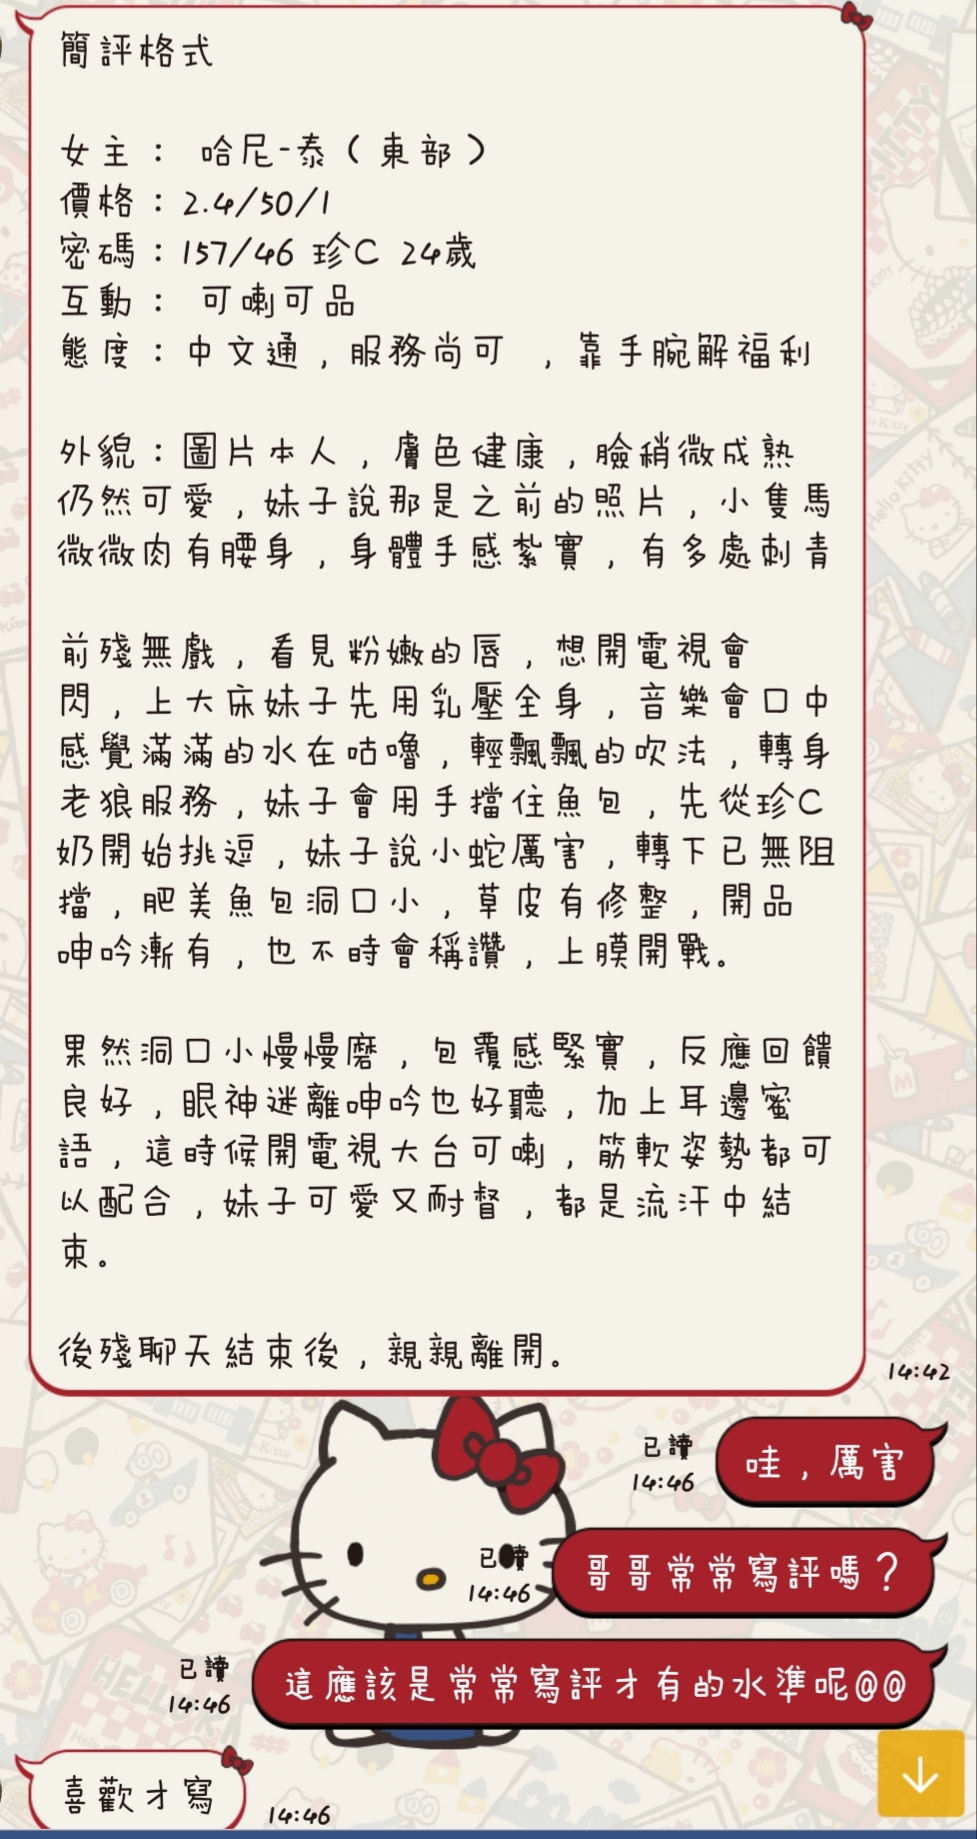 簡評格式
女主： 哈尼-泰（東部）
價格：2.4/50/1
密碼：157/46 珍C 24歲
互動： 可喇可品
態度：中文通，服務尚可 ，靠手腕解福利
外貌：圖片本人，膚色健康，臉稍微成熟
仍然可愛，妹子說那是之前的照片，小隻馬
微微肉有腰身，身體手感紮實，有多處刺青
前殘無戲，看見粉嫩的唇，想開電視會
閃，上大床妹子先用乳壓全身，音樂會口中
感覺滿滿的水在咕嚕，輕飄飄的吹法，轉身
老狼服務，妹子會用手擋住魚包，先從珍C
奶開始挑逗，妹子說小蛇厲害，轉下已無阻
擋，肥美魚包洞口小，草皮有修整，開品
呻吟漸有，也不時會稱讚，上膜開戰。
果然洞口小慢慢磨，包覆感緊實，反應回饋
良好，眼神迷離呻吟也好聽，加上耳邊蜜
語，這時候開電視大台可喇，筋軟姿勢都可
以配合，妹子可愛又耐督，都是流汗中結
束。
後殘聊天結束後，親親離開。
14:42
已讀
14:46
哇，厲害
已讀
14:46
哥哥常常寫評嗎？
已讀
14:46
這應該是常常寫評才有的水準呢@@
喜歡才寫
14:46